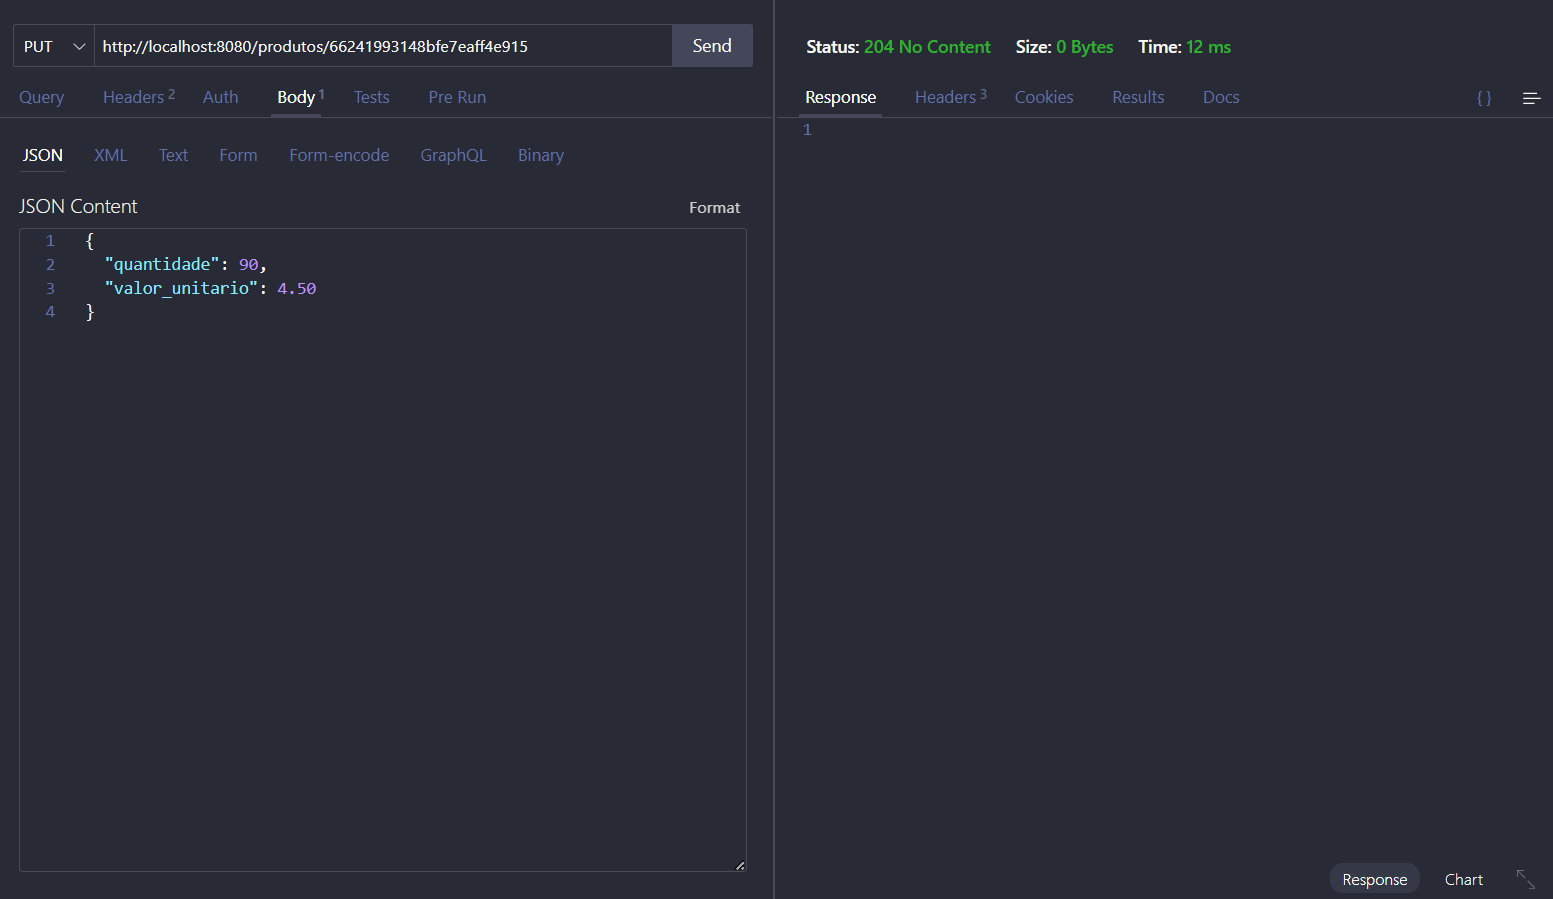 PUT http://localhost:8080/produtos/66241993148bfe7eaff4e915 Send
Query Headers 2 Auth Body 1 Tests Pre Run
JSON XML Text Form Form-encode GraphQL Binary
JSON Content Format
1 {
2 "quantidade": 90,
3 "valor_unitario": 4.50
4 }
Status: 204 No Content Size: 0 Bytes Time: 12 ms
Response Headers 3 Cookies Results Docs { }
1
Response Chart